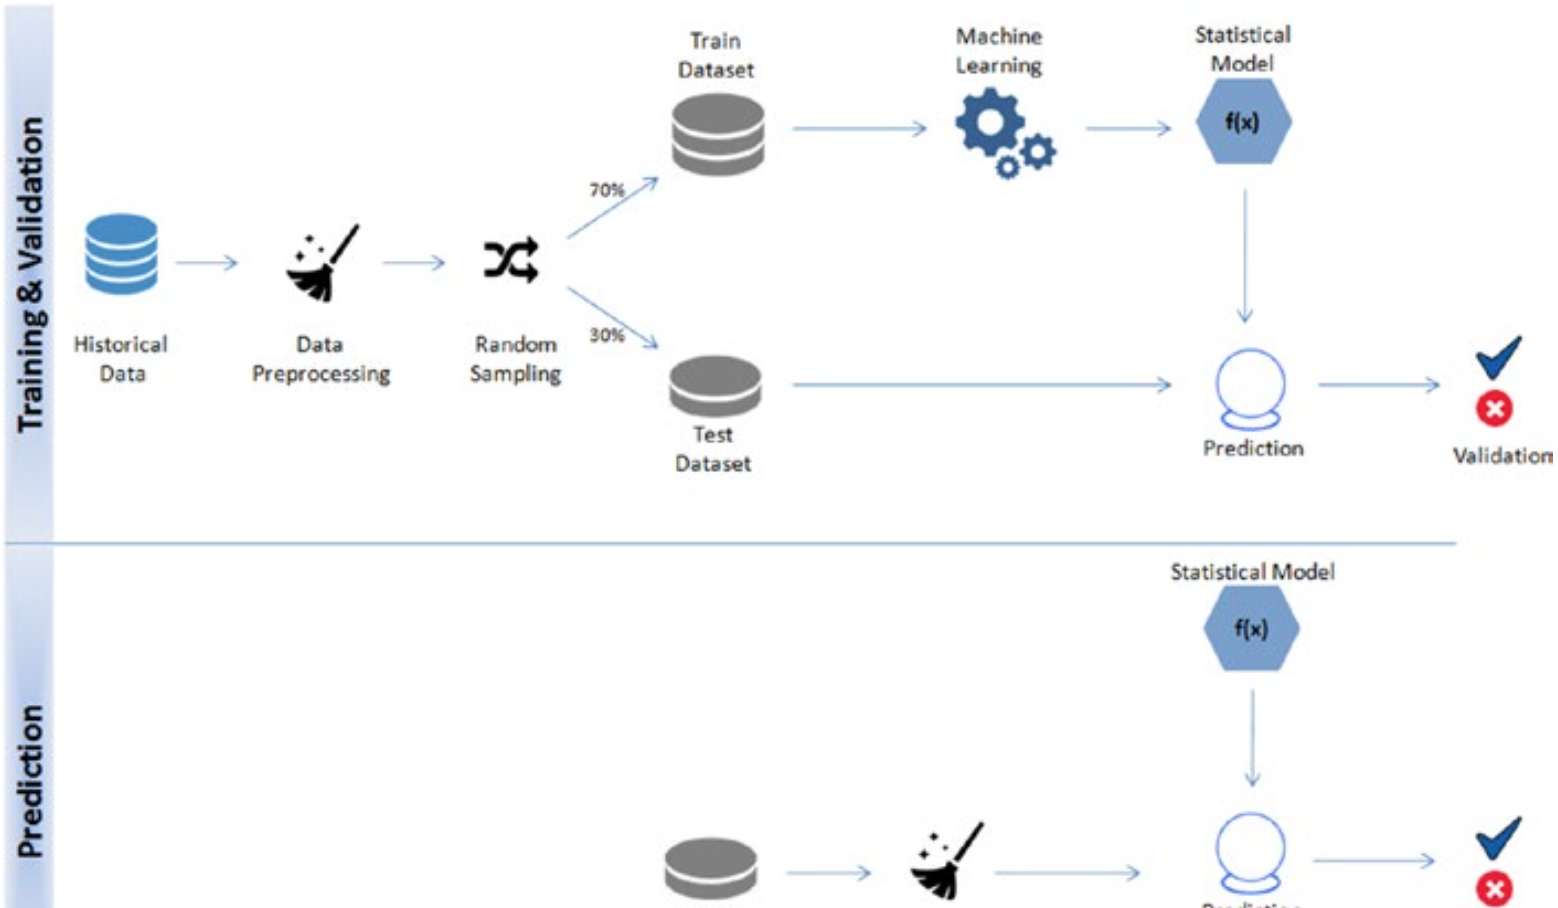 Training & Validation
Historical
Data
Data
Preprocessing
Random
Sampling
70%
30%
Train
Dataset
Test
Dataset
Machine
Learning
Statistical
Model
f(x)
Prediction
Validation
Prediction
Statistical Model
f(x)
Prediction